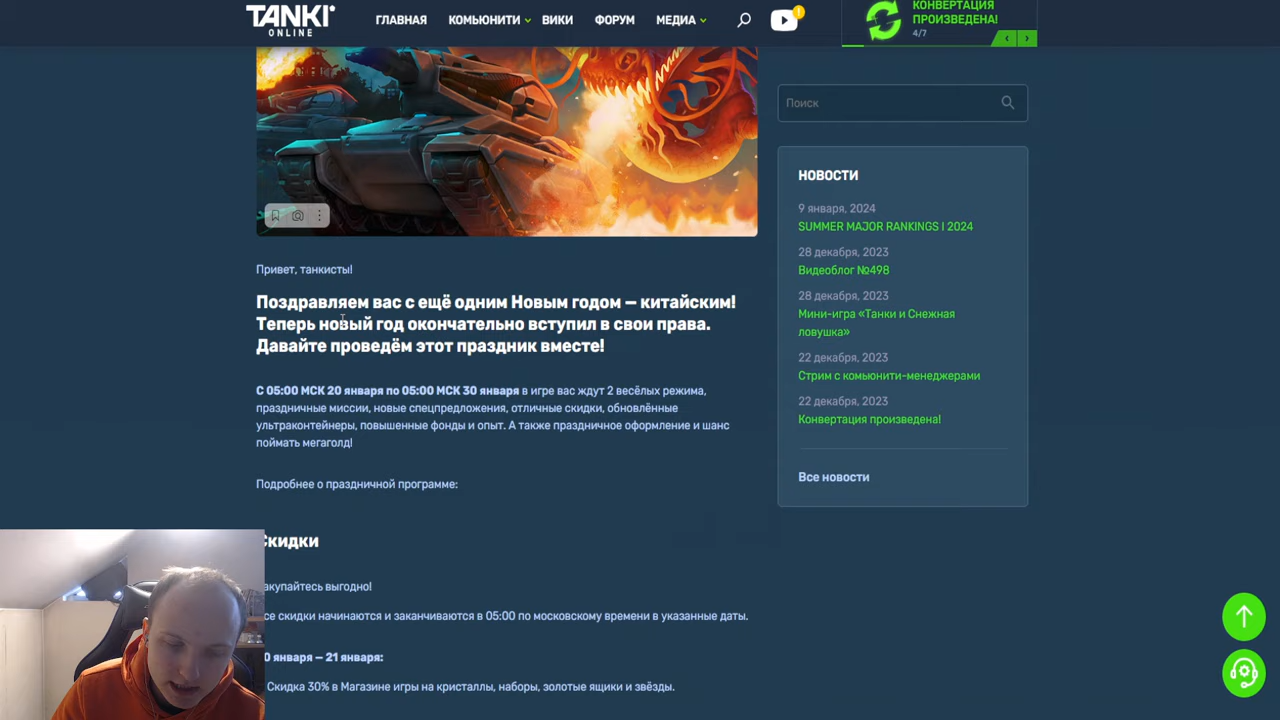 TANKI
ONLINE
ГЛАВНАЯ
КОМЬЮНИТИ
ВИКИ
ФОРУМ
МЕДИА
1
КОНВЕРТАЦИЯ
ПРОИЗВЕДЕНА!
4/7
Поиск
НОВОСТИ
9 января, 2024
SUMMER MAJOR RANKINGS I 2024
28 декабря, 2023
Видеоблог №498
28 декабря, 2023
Мини-игра «Танки и Снежная
ловушка»
22 декабря, 2023
Стрим с комьюнити-менеджерами
22 декабря, 2023
Конвертация произведена!
Все новости
Привет, танкисты!
Поздравляем вас с ещё одним Новым годом — китайским!
Теперь новый год окончательно вступил в свои права.
Давайте проведём этот праздник вместе!
С 05:00 МСК 20 января по 05:00 МСК 30 января в игре вас ждут 2 весёлых режима,
праздничные миссии, новые спецпредложения, отличные скидки, обновлённые
ультраконтейнеры, повышенные фонды и опыт. А также праздничное оформление и шанс
поймать мегаголд!
Подробнее о праздничной программе:
Скидки
акупайтесь выгодно!
се скидки начинаются и заканчиваются в 05:00 по московскому времени в указанные даты.
0 января — 21 января:
Скидка 30% в Магазине игры на кристаллы, наборы, золотые ящики и звёзды.